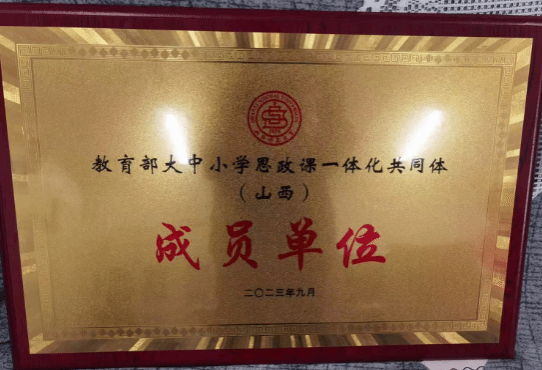 教育部大中小学思政课一体化共同体
（山西）
成员单位
二〇二三年九月